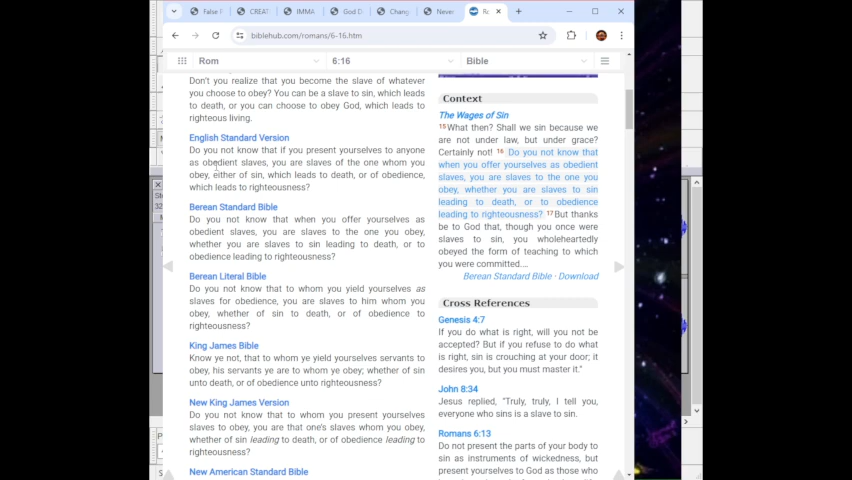 False F
CREAT
IMMA
God D
Chang
Never
Ro
biblehub.com/romans/6-16.htm
Rom
6:16
Bible
Don't you realize that you become the slave of whatever
you choose to obey? You can be a slave to sin, which leads
to death, or you can choose to obey God, which leads to
righteous living.
English Standard Version
Do you not know that if you present yourselves to anyone
as obedient slaves, you are slaves of the one whom you
obey, either of sin, which leads to death, or of obedience,
which leads to righteousness?
Berean Standard Bible
Do you not know that when you offer yourselves as
obedient slaves, you are slaves to the one you obey,
whether you are slaves to sin leading to death, or to
obedience leading to righteousness?
Berean Literal Bible
Do you not know that to whom you yield yourselves as
slaves for obedience, you are slaves to him whom you
obey, whether of sin to death, or of obedience to
righteousness?
King James Bible
Know ye not, that to whom ye yield yourselves servants to
obey, his servants ye are to whom ye obey; whether of sin
unto death, or of obedience unto righteousness?
New King James Version
Do you not know that to whom you present yourselves
slaves to obey, you are that one's slaves whom you obey,
whether of sin leading to death, or of obedience leading to
righteousness?
New American Standard Bible
Context
The Wages of Sin
15What then? Shall we sin because we
are not under law, but under grace?
Certainly not! 16 Do you not know that
when you offer yourselves as obedient
slaves, you are slaves to the one you
obey, whether you are slaves to sin
leading to death, or to obedience
leading to righteousness? 17But thanks
be to God that, though you once were
slaves to sin, you wholeheartedly
obeyed the form of teaching to which
you were committed....
Berean Standard Bible · Download
Cross References
Genesis 4:7
If you do what is right, will you not be
accepted? But if you refuse to do what
is right, sin is crouching at your door; it
desires you, but you must master it."
John 8:34
Jesus replied, "Truly, truly, I tell you,
everyone who sins is a slave to sin.
Romans 6:13
Do not present the parts of your body to
sin as instruments of wickedness, but
present yourselves to God as those who